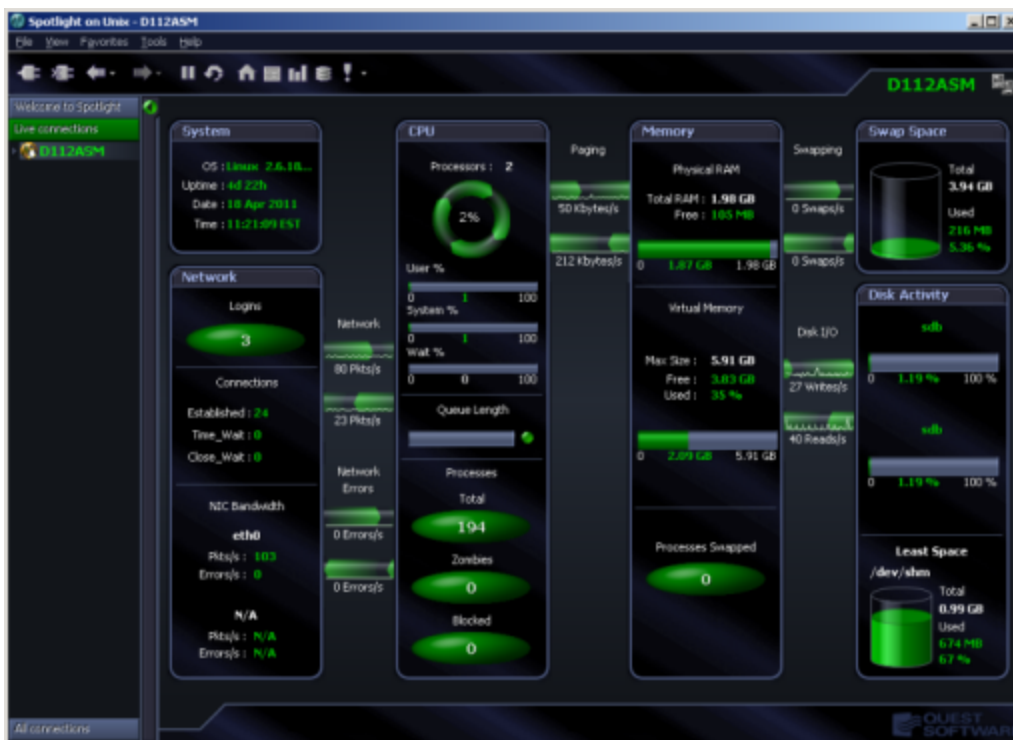 Spotlight on Unix - D112ASM
File View Favorites Tools Help
D112ASM
Welcome to Spotlight
Live connections
D112ASM
System
OS : Linux 2.6.18...
Uptime : 4d 22h
Date : 18 Apr 2011
Time : 11:21:09 EST
Network
Logins
3
Connections
Established : 24
Time_Wait : 0
Close_Wait : 0
NIC Bandwidth
eth0
Pkts/s : 103
Errors/s : 0
N/A
Pkts/s : N/A
Errors/s : N/A
Network
80 Pkts/s
23 Pkts/s
Network
Errors
0 Errors/s
0 Errors/s
CPU
Processors : 2
2%
User %
0 1 100
System %
0 1 100
Wait %
0 0 100
Queue Length
Processes
Total
194
Zombies
0
Blocked
0
Paging
50 Kbytes/s
212 Kbytes/s
Memory
Physical RAM
Total RAM : 1.98 GB
Free : 105 MB
0 1.87 GB 1.98 GB
Virtual Memory
Max Size : 5.91 GB
Free : 3.83 GB
Used : 35 %
0 2.09 GB 5.91 GB
Processes Swapped
0
Swapping
0 Swaps/s
0 Swaps/s
Disk I/O
27 Writes/s
40 Reads/s
Swap Space
Total
3.94 GB
Used
216 MB
5.36 %
Disk Activity
sdb
0 1.19 % 100 %
sdb
0 1.19 % 100 %
Least Space
/dev/shm
Total
0.99 GB
Used
674 MB
67 %
All connections
QUEST
SOFTWAR